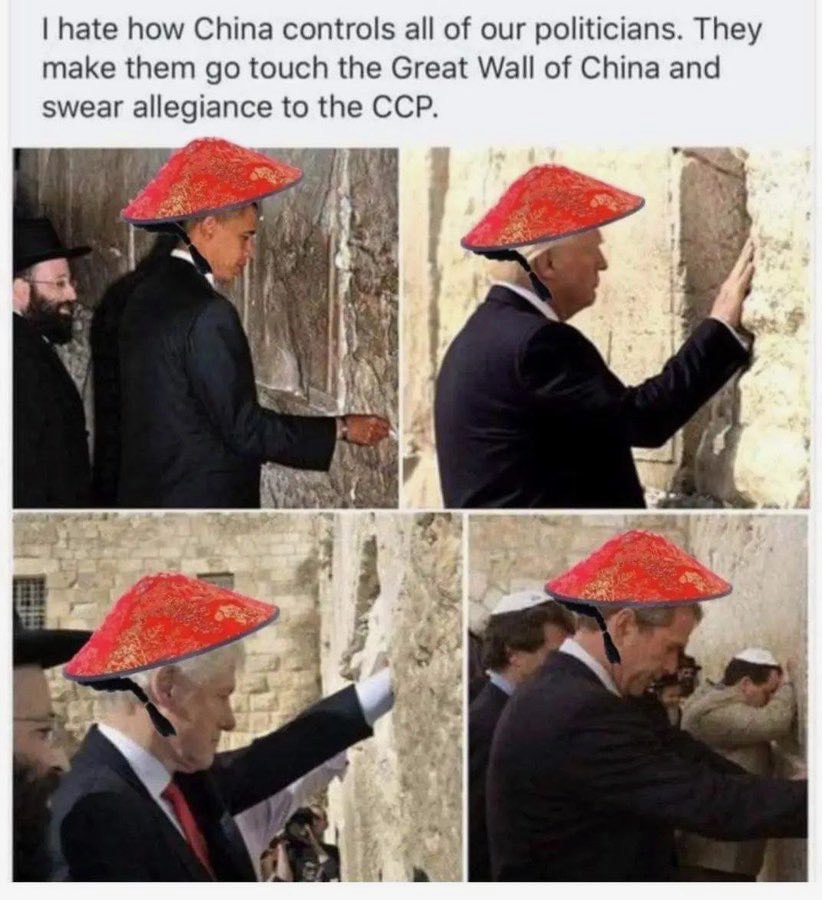 I hate how China controls all of our politicians. They
make them go touch the Great Wall of China and
swear allegiance to the CCP.